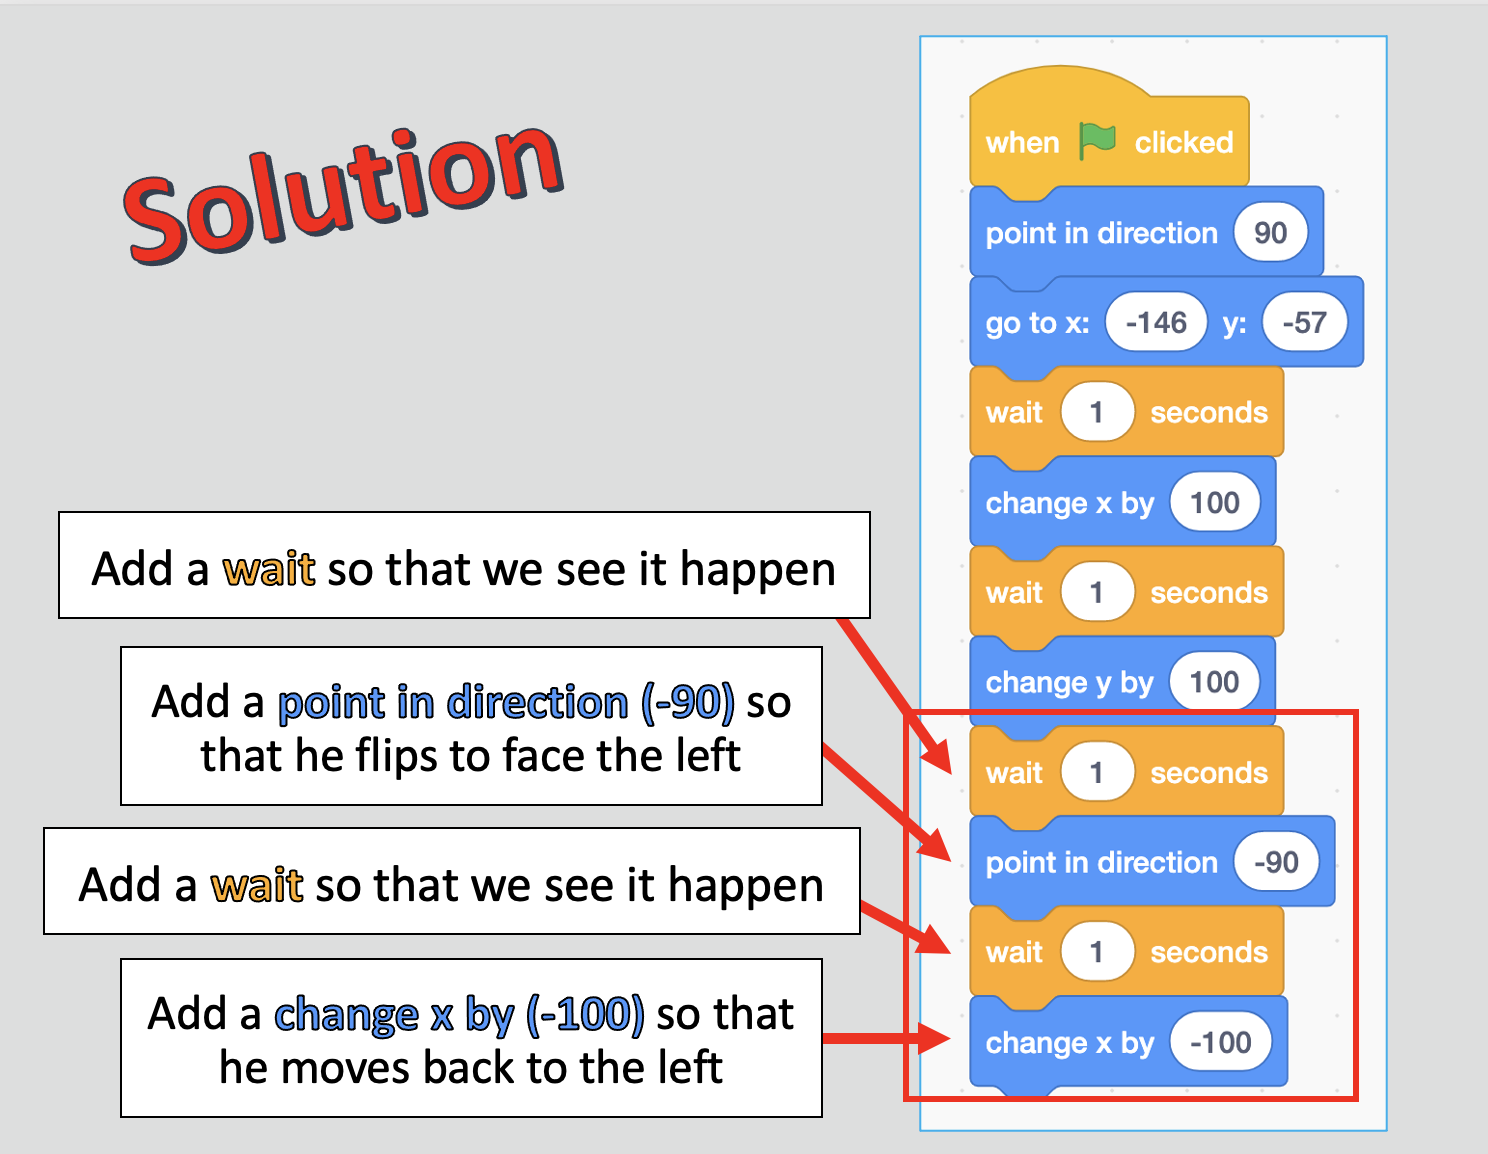 Solution
when clicked
point in direction 90
go to x: -146 y: -57
wait 1 seconds
change x by 100
wait 1 seconds
change y by 100
wait 1 seconds
point in direction -90
wait 1 seconds
change x by -100
Add a wait so that we see it happen
Add a point in direction (-90) so
that he flips to face the left
Add a wait so that we see it happen
Add a change x by (-100) so that
he moves back to the left